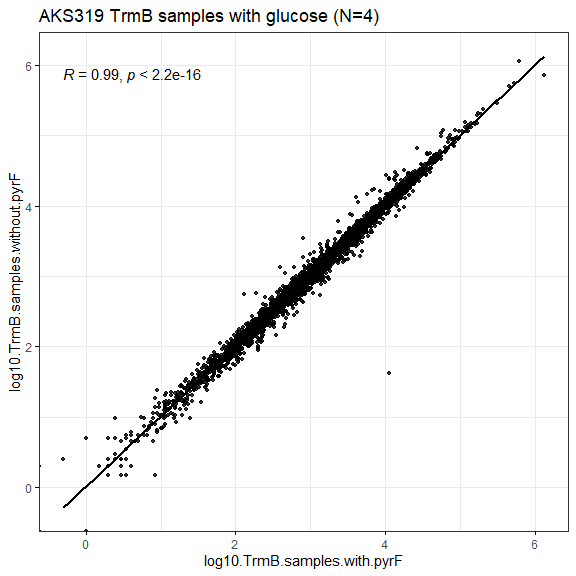 AKS319 TrmB samples with glucose (N=4)
R = 0.99, p < 2.2e-16
6
4
2
0
log10.TrmB.samples.without.pyrF
0
2
4
6
log10.TrmB.samples.with.pyrF